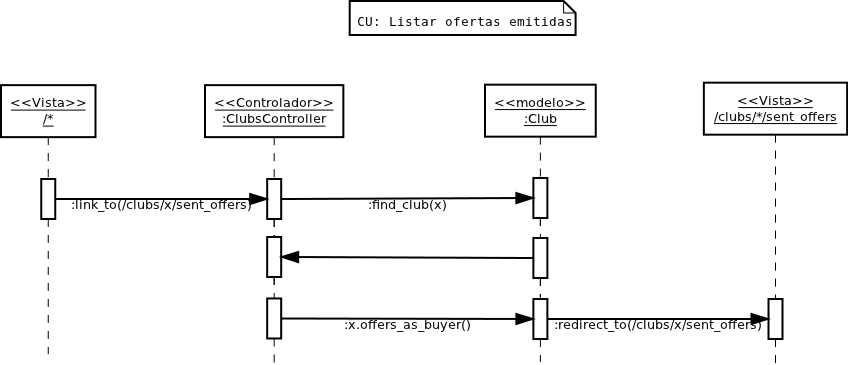 CU: Listar ofertas emitidas
<<Vista>>
/*
<<Controlador>>
:ClubsController
<<modelo>>
:Club
<<Vista>>
/clubs/*/sent_offers
:link_to(/clubs/x/sent_offers)
:find_club(x)
:x.offers_as_buyer()
:redirect_to(/clubs/x/sent_offers)